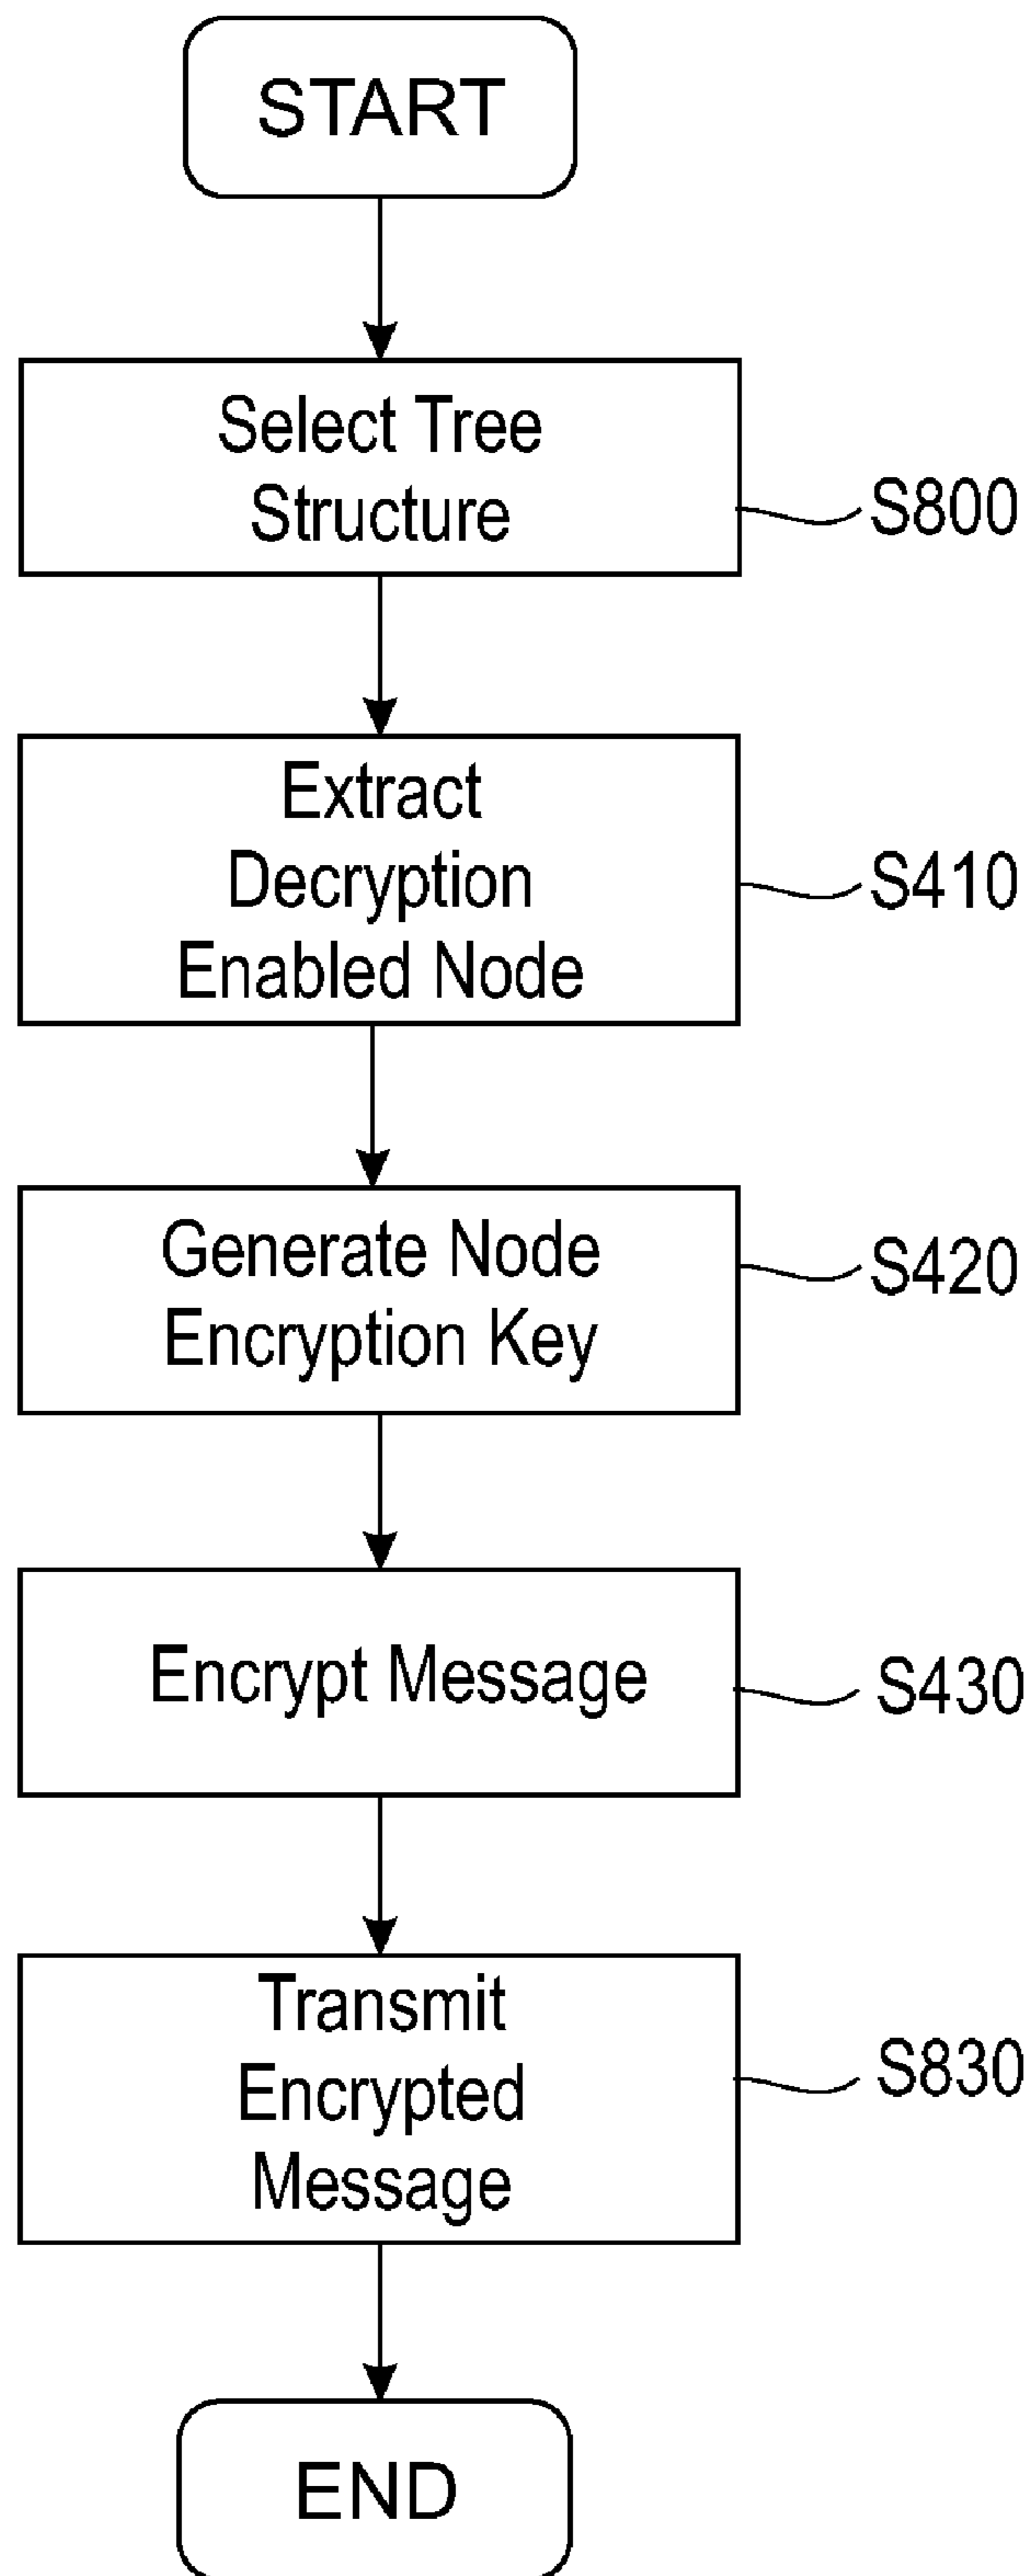 START
Select Tree
Structure
S800
Extract
Decryption
Enabled Node
S410
Generate Node
Encryption Key
S420
Encrypt Message
S430
Transmit
Encrypted
Message
S830
END